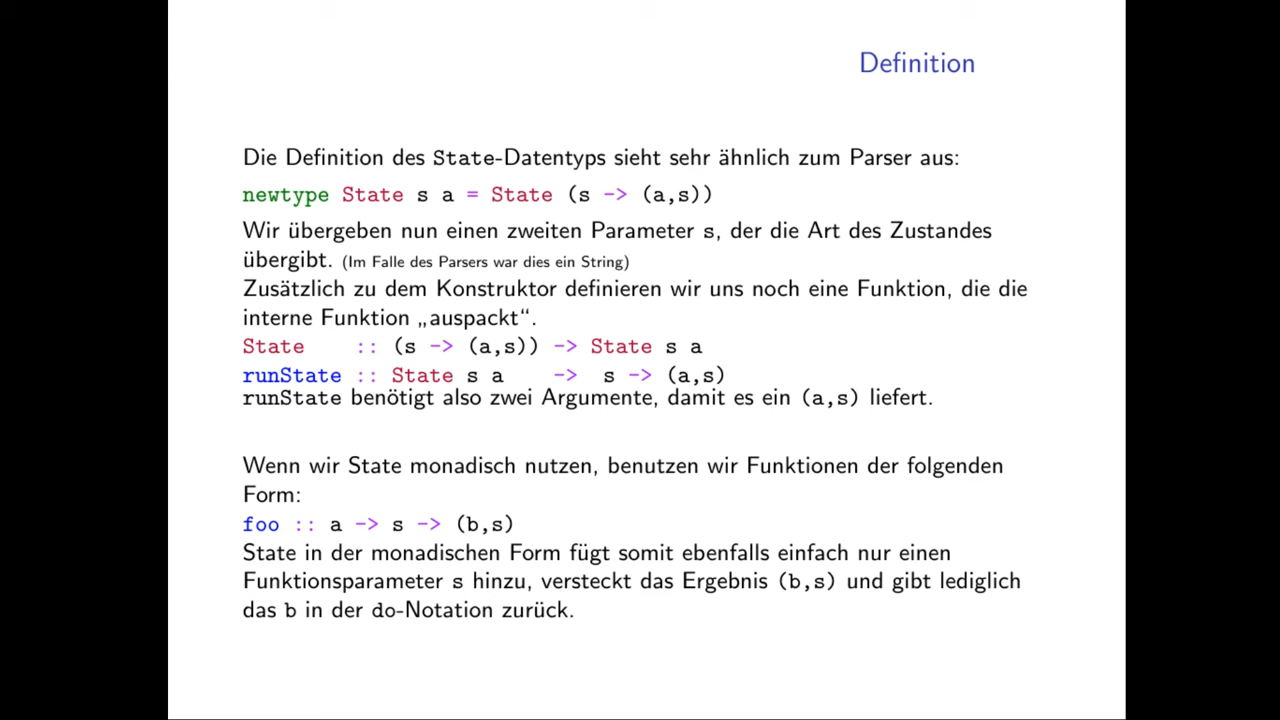 Definition
Die Definition des State-Datentyps sieht sehr ähnlich zum Parser aus:
newtype State s a = State (s -> (a,s))
Wir übergeben nun einen zweiten Parameter s, der die Art des Zustandes
übergibt. (Im Falle des Parsers war dies ein String)
Zusätzlich zu dem Konstruktor definieren wir uns noch eine Funktion, die die
interne Funktion „auspackt“.
State    :: (s -> (a,s)) -> State s a
runState :: State s a    ->  s -> (a,s)
runState benötigt also zwei Argumente, damit es ein (a,s) liefert.
Wenn wir State monadisch nutzen, benutzen wir Funktionen der folgenden
Form:
foo :: a -> s -> (b,s)
State in der monadischen Form fügt somit ebenfalls einfach nur einen
Funktionsparameter s hinzu, versteckt das Ergebnis (b,s) und gibt lediglich
das b in der do-Notation zurück.